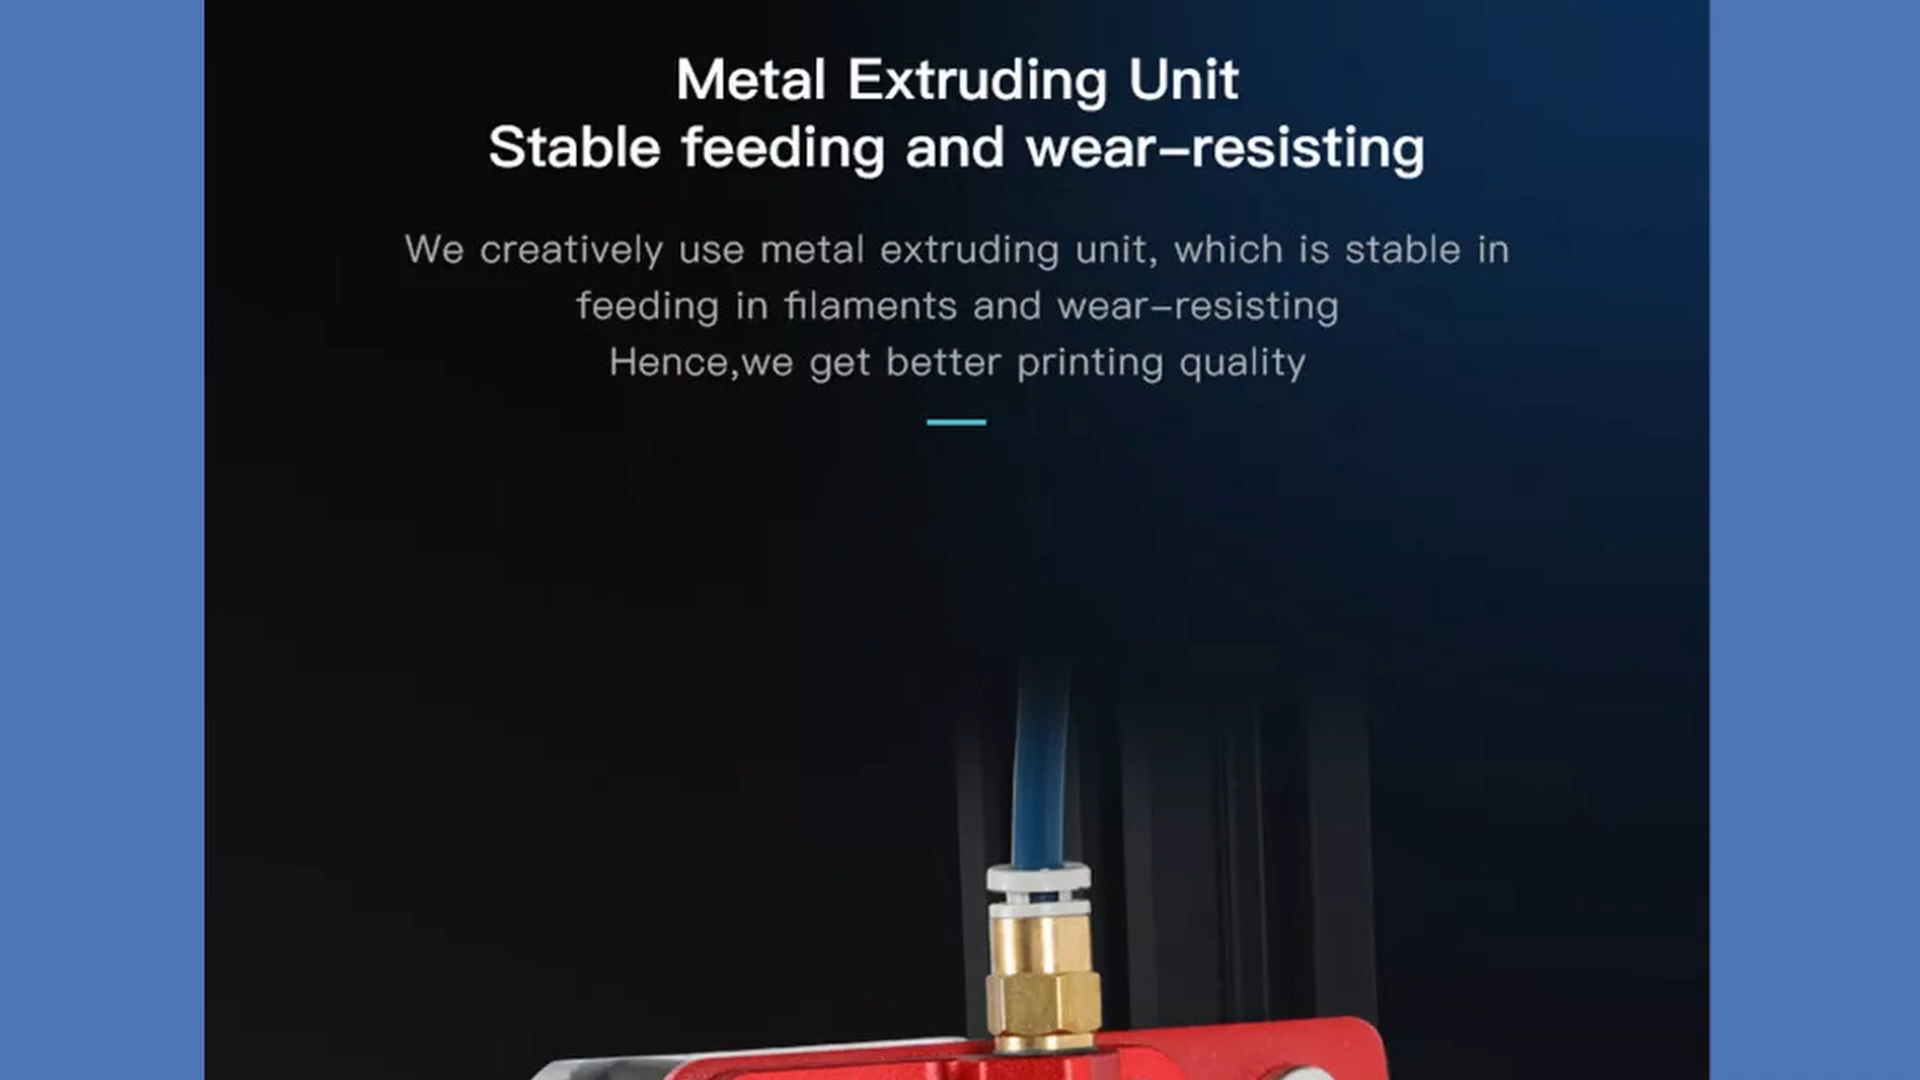 Metal Extruding Unit
Stable feeding and wear-resisting
We creatively use metal extruding unit, which is stable in
feeding in filaments and wear-resisting
Hence,we get better printing quality